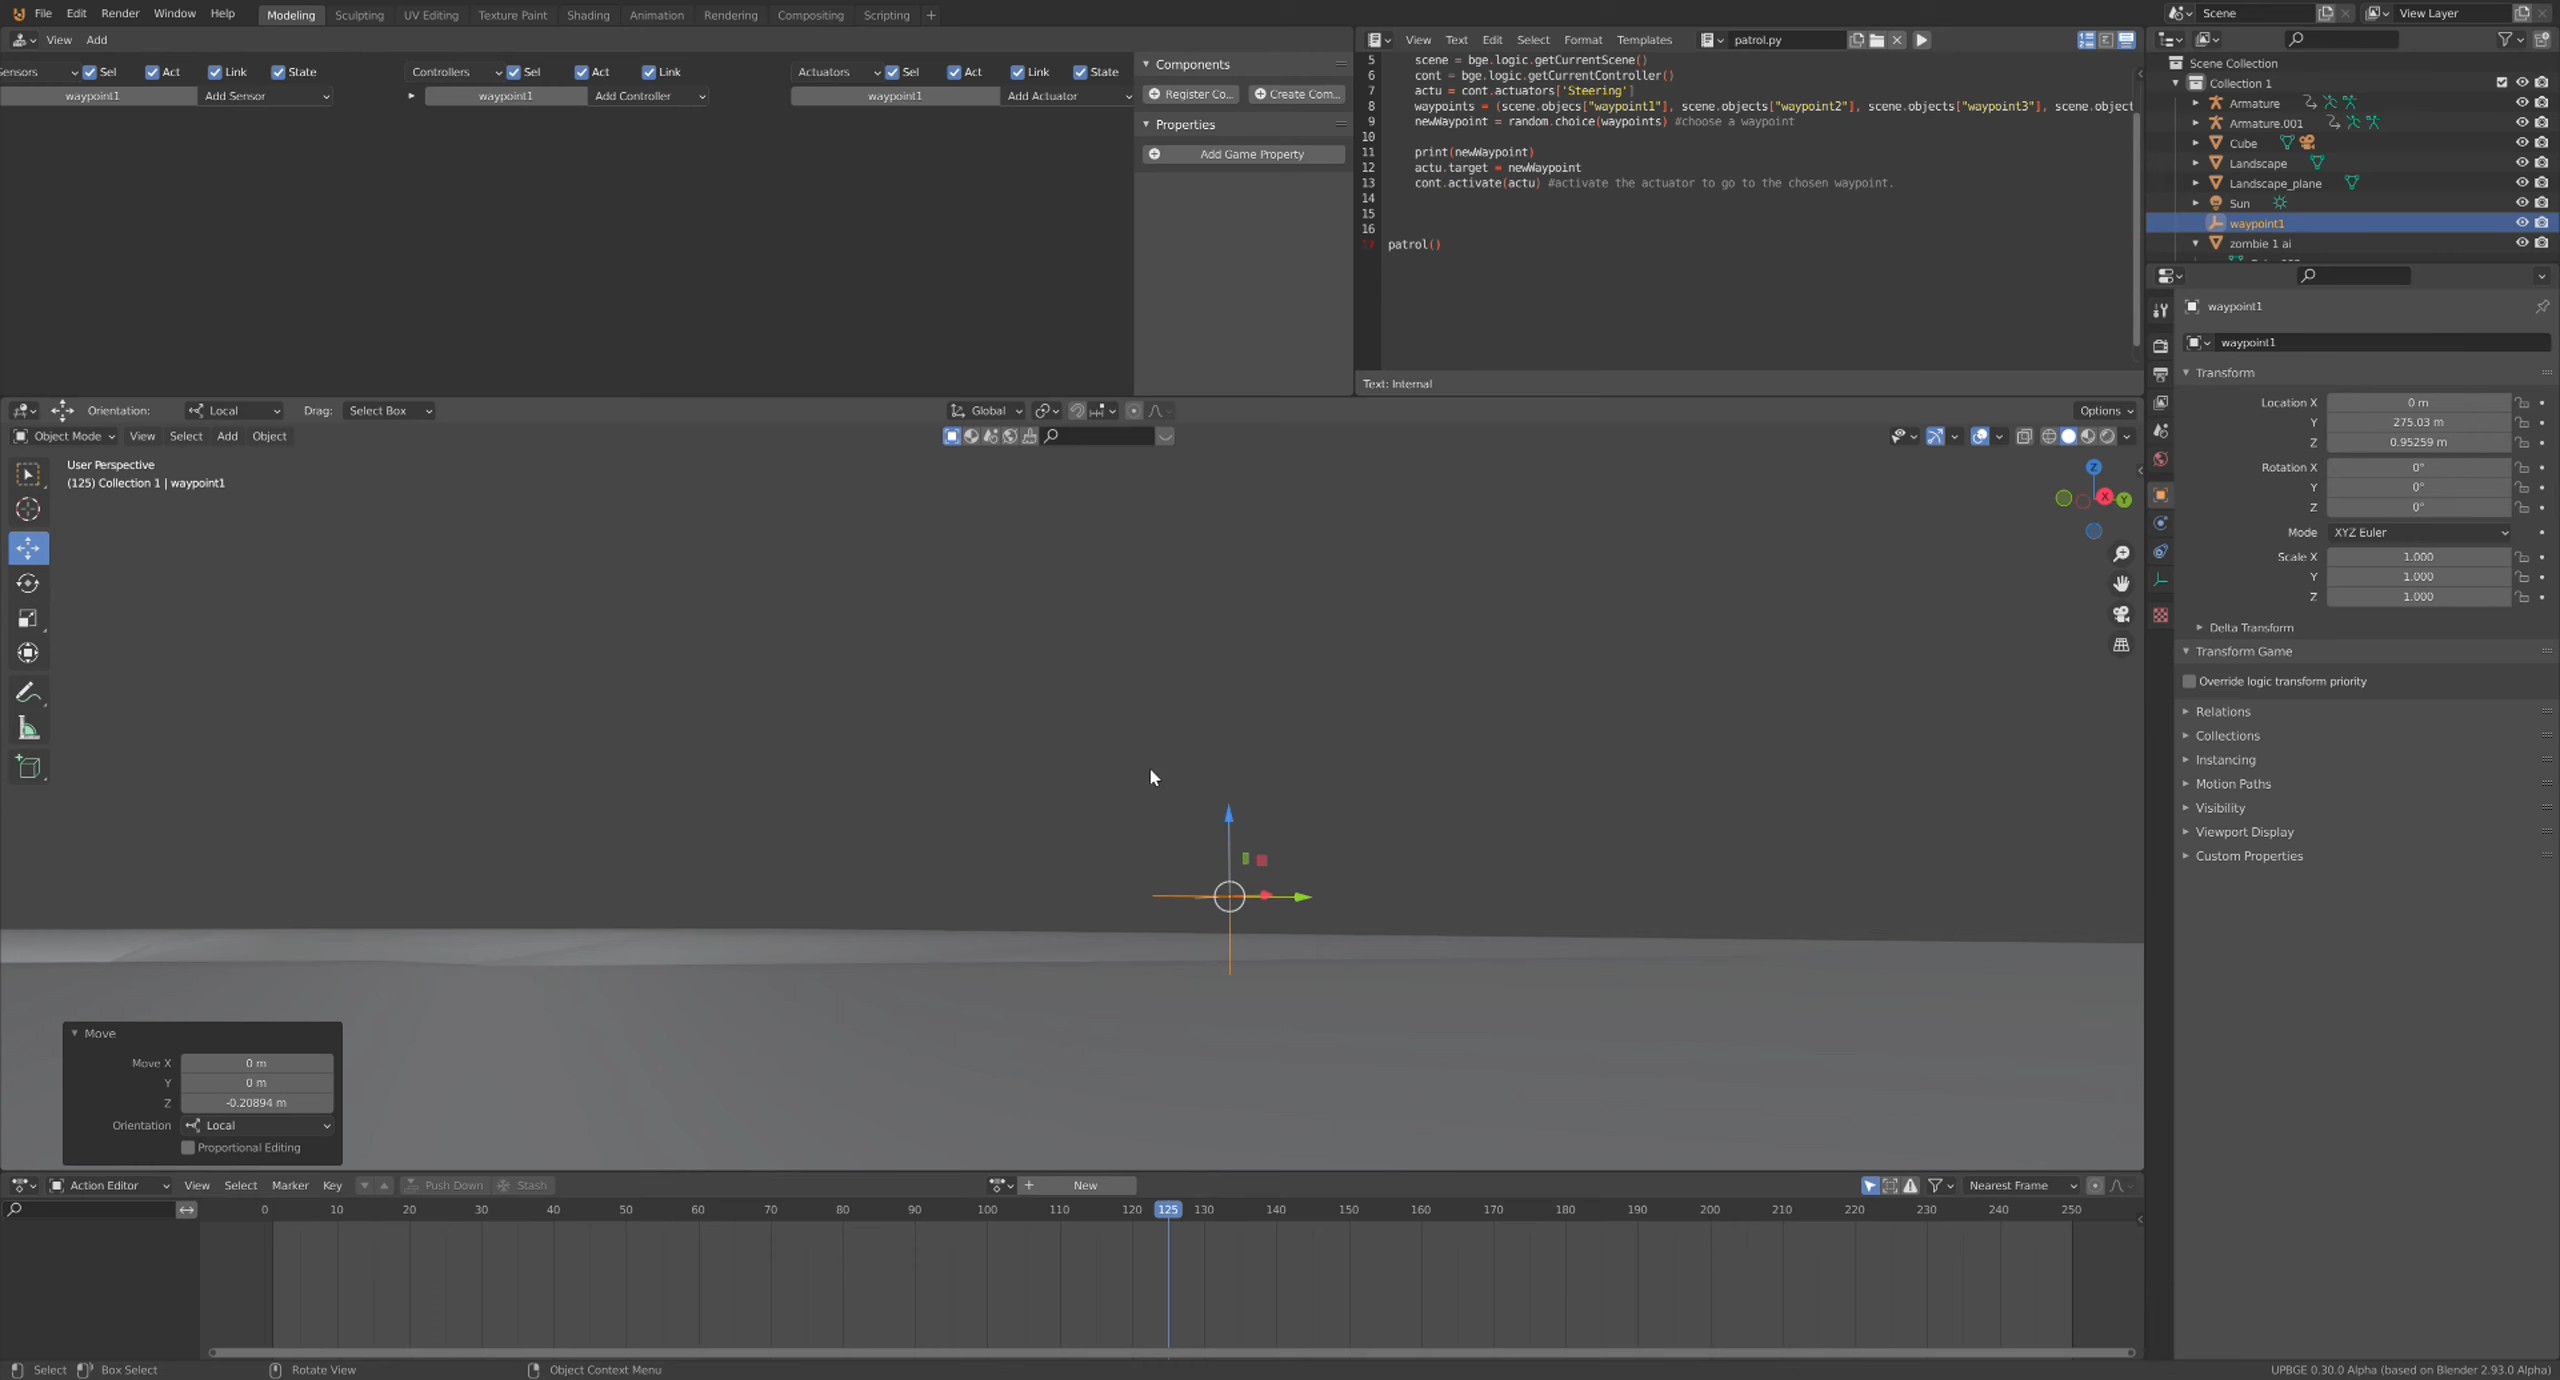 File Edit Render Window Help Modeling Sculpting UV Editing Texture Paint Shading Animation Rendering Compositing Scripting + Scene View Layer
View Add
ensors Sel Act Link State Controllers Sel Act Link Actuators Sel Act Link State
waypoint1 Add Sensor waypoint1 Add Controller waypoint1 Add Actuator
Components
Register Co... Create Com...
Properties
Add Game Property
View Text Edit Select Format Templates patrol.py
5 scene = bge.logic.getCurrentScene()
6 cont = bge.logic.getCurrentController()
7 actu = cont.actuators['Steering']
8 waypoints = (scene.objecs["waypoint1"], scene.objects["waypoint2"], scene.objects["waypoint3"], scene.object
9 newWaypoint = random.choice(waypoints) #choose a waypoint
10
11 print(newWaypoint)
12 actu.target = newWaypoint
13 cont.activate(actu) #activate the actuator to go to the chosen waypoint.
14
15
16
patrol()
Text: Internal
Scene Collection
Collection 1
Armature
Armature.001
Cube
Landscape
Landscape_plane
Sun
waypoint1
zombie 1 ai
Orientation: Local Drag: Select Box Global Options
Object Mode View Select Add Object
User Perspective
(125) Collection 1 | waypoint1
Z
X
Y
Move
Move X 0 m
Y 0 m
Z -0.20894 m
Orientation Local
Proportional Editing
waypoint1
waypoint1
Transform
Location X 0 m
Y 275.03 m
Z 0.95259 m
Rotation X 0°
Y 0°
Z 0°
Mode XYZ Euler
Scale X 1.000
Y 1.000
Z 1.000
Delta Transform
Transform Game
Override logic transform priority
Relations
Collections
Instancing
Motion Paths
Visibility
Viewport Display
Custom Properties
Action Editor View Select Marker Key Push Down Stash + New Nearest Frame
0 10 20 30 40 50 60 70 80 90 100 110 120 125 130 140 150 160 170 180 190 200 210 220 230 240 250
Select Box Select Rotate View Object Context Menu UPBGE 0.30.0 Alpha (based on Blender 2.93.0 Alpha)